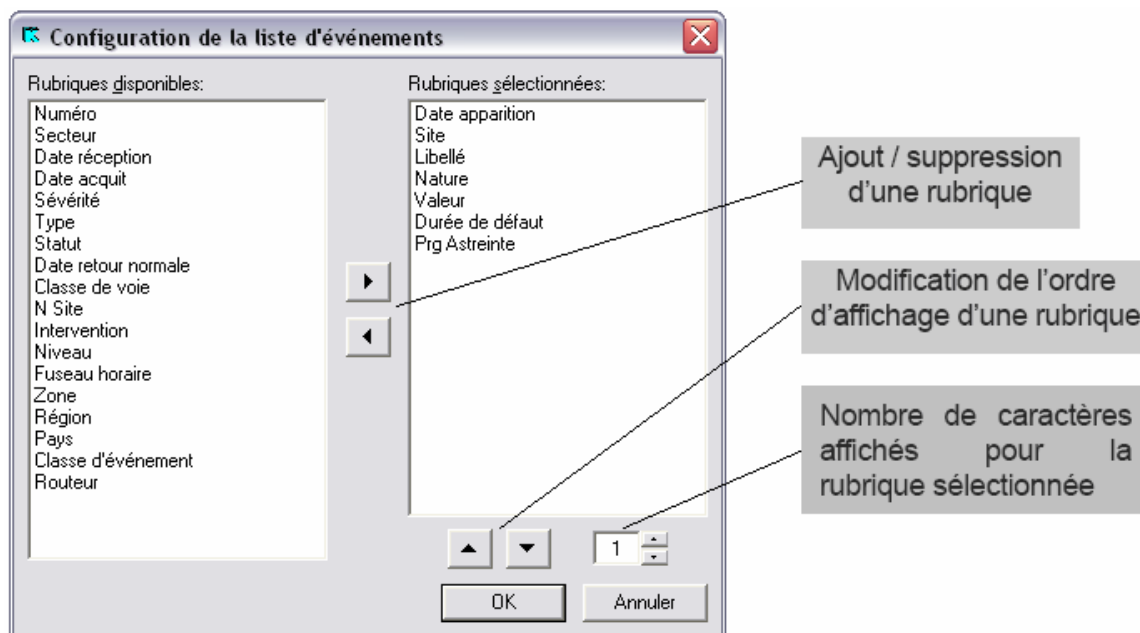 Configuration de la liste d'événements
Rubriques disponibles:
Numéro
Secteur
Date réception
Date acquit
Sévérité
Type
Statut
Date retour normale
Classe de voie
N Site
Intervention
Niveau
Fuseau horaire
Zone
Région
Pays
Classe d'événement
Routeur
Rubriques sélectionnées:
Date apparition
Site
Libellé
Nature
Valeur
Durée de défaut
Prg Astreinte
1
OK
Annuler
Ajout / suppression
d'une rubrique
Modification de l'ordre
d'affichage d'une rubrique
Nombre de caractères
affichés pour la
rubrique sélectionnée